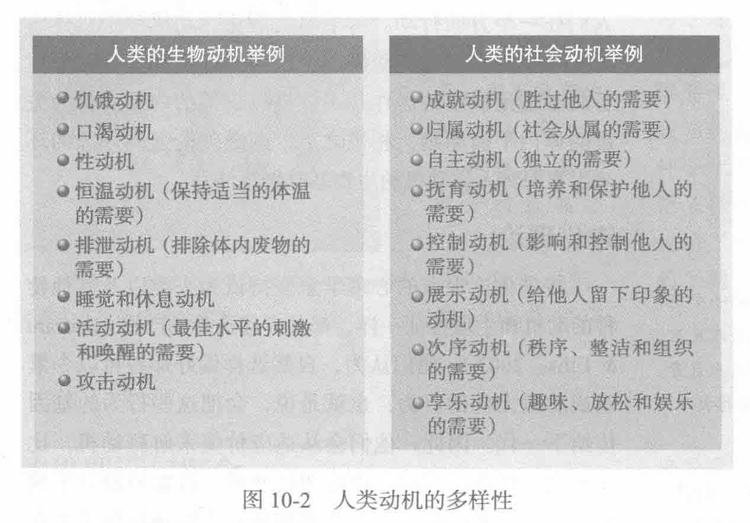 人类的生物动机举例
饥饿动机
口渴动机
性动机
恒温动机（保持适当的体温
的需要）
排泄动机（排除体内废物的
需要）
睡觉和休息动机
活动动机（最佳水平的刺激
和唤醒的需要）
攻击动机
人类的社会动机举例
成就动机（胜过他人的需要）
归属动机（社会从属的需要）
自主动机（独立的需要）
抚育动机（培养和保护他人的
需要）
控制动机（影响和控制他人的
需要）
展示动机（给他人留下印象的
动机）
次序动机（秩序、整洁和组织
的需要）
享乐动机（趣味、放松和娱乐
的需要）
图 10-2 人类动机的多样性